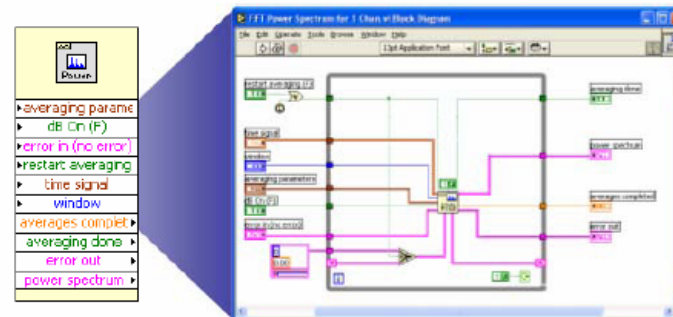 Power
averaging parame
dB On (F)
error in (no error)
restart averaging
time signal
window
averages complet
averaging done
error out
power spectrum
FFT Power Spectrum for 1 Chan.vi Block Diagram
File Edit Operate Tools Browse Window Help
13pt Application Font
restart averaging (F)
time signal
window
averaging parameters
dB On (F)
error in(no error)
averaging done
power spectrum
averages completed
error out